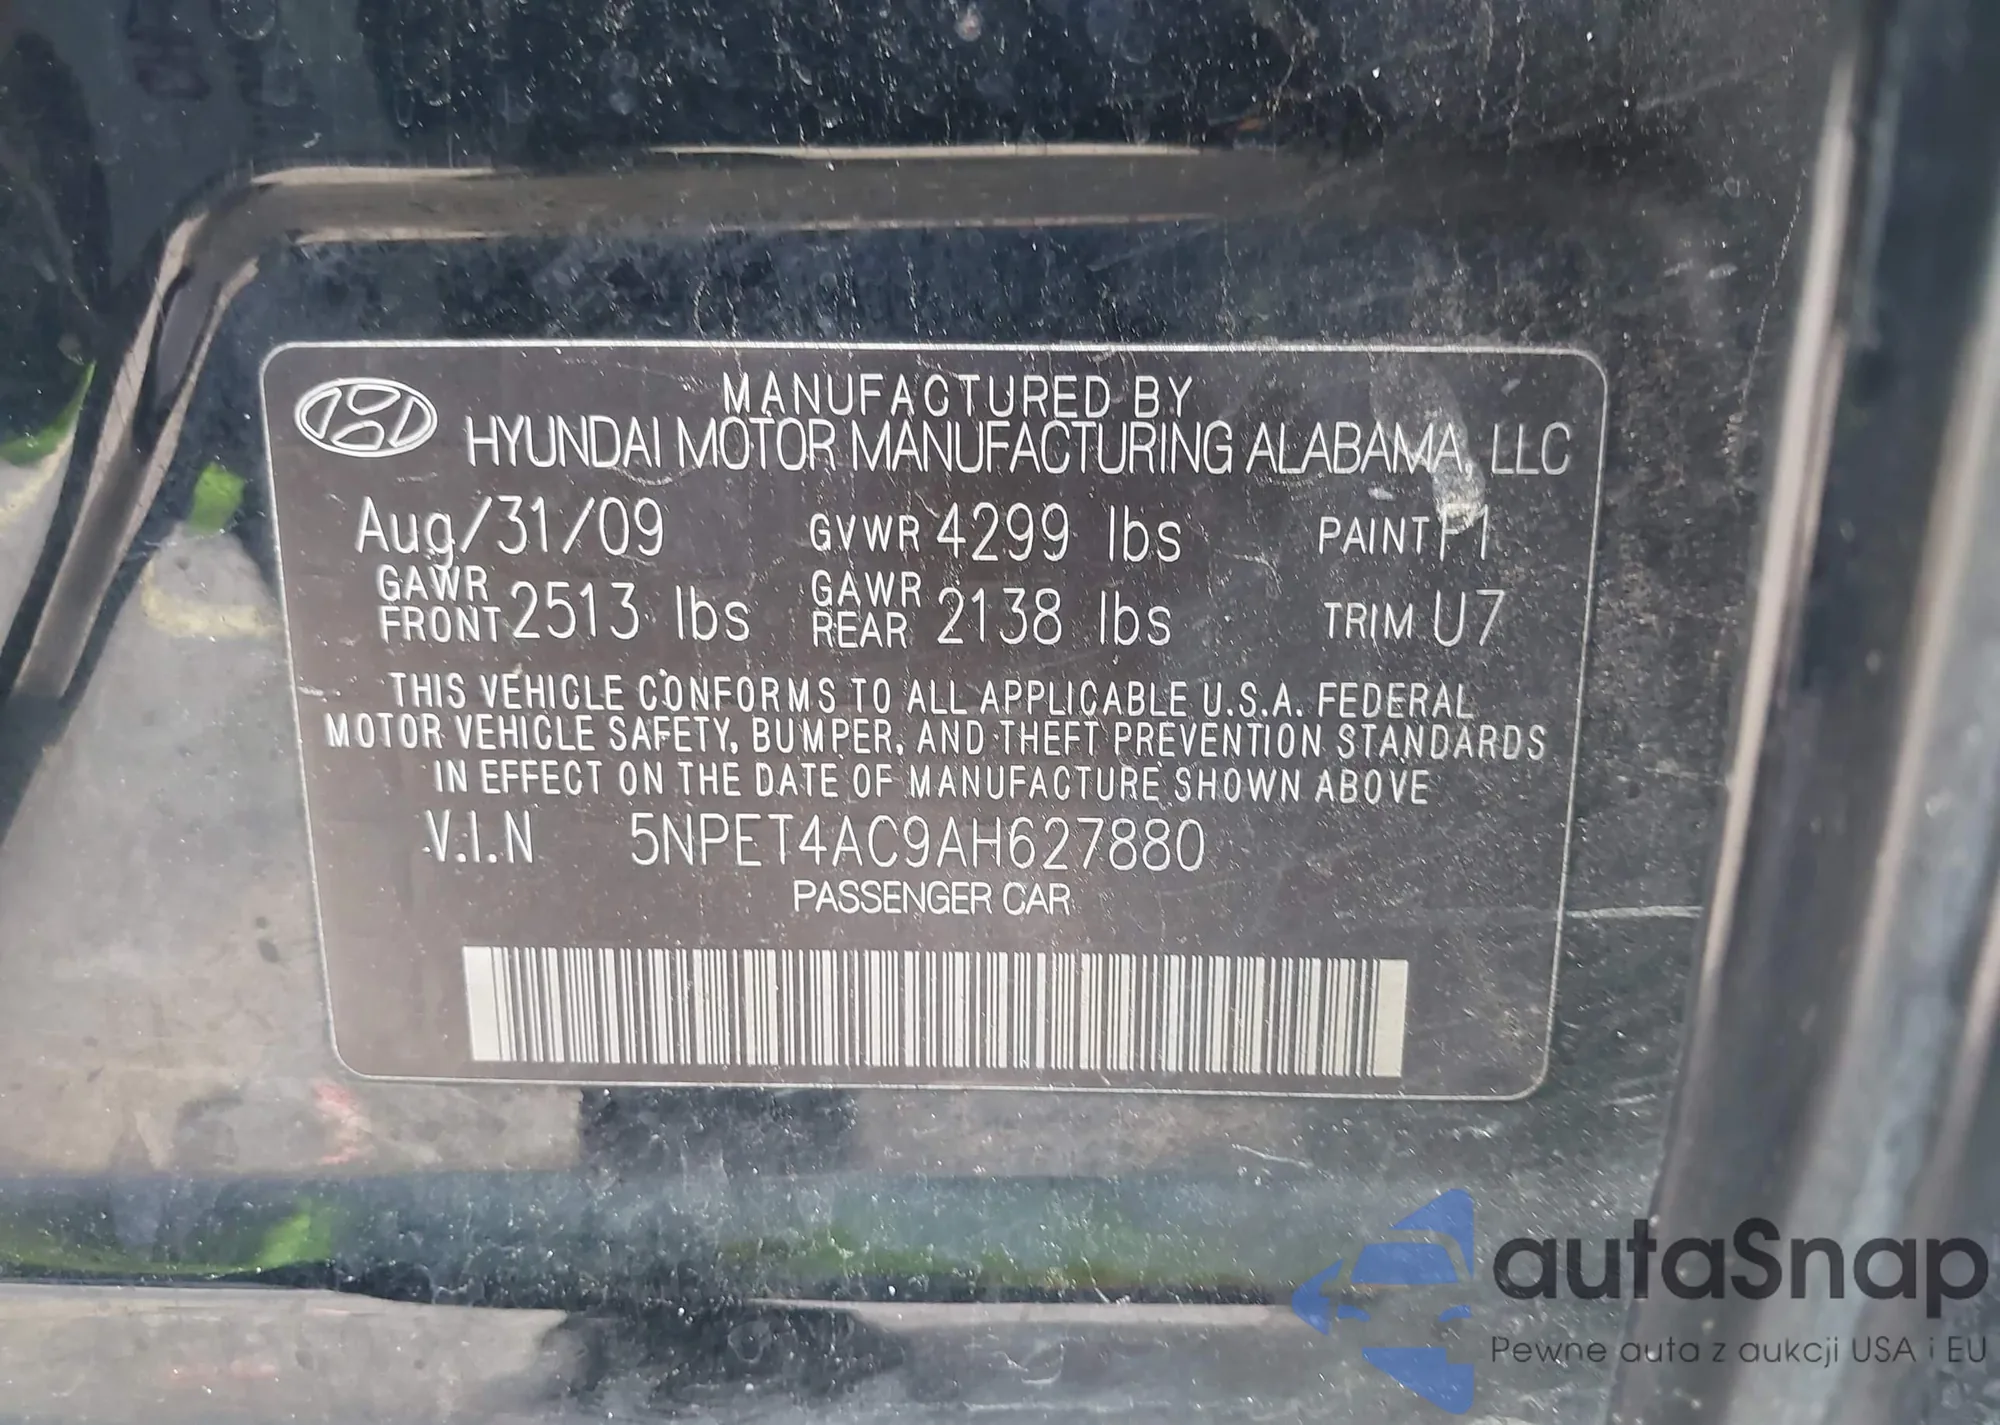 MANUFACTURED BY
HYUNDAI MOTOR MANUFACTURING ALABAMA, LLC
Aug/31/09 GVWR 4299 lbs PAINT F1
GAWR FRONT 2513 lbs GAWR REAR 2138 lbs TRIM U7
THIS VEHICLE CONFORMS TO ALL APPLICABLE U.S.A. FEDERAL
MOTOR VEHICLE SAFETY, BUMPER, AND THEFT PREVENTION STANDARDS
IN EFFECT ON THE DATE OF MANUFACTURE SHOWN ABOVE
V.I.N 5NPET4AC9AH627880
PASSENGER CAR
autaSnap
Pewne auta z aukcji USA i EU